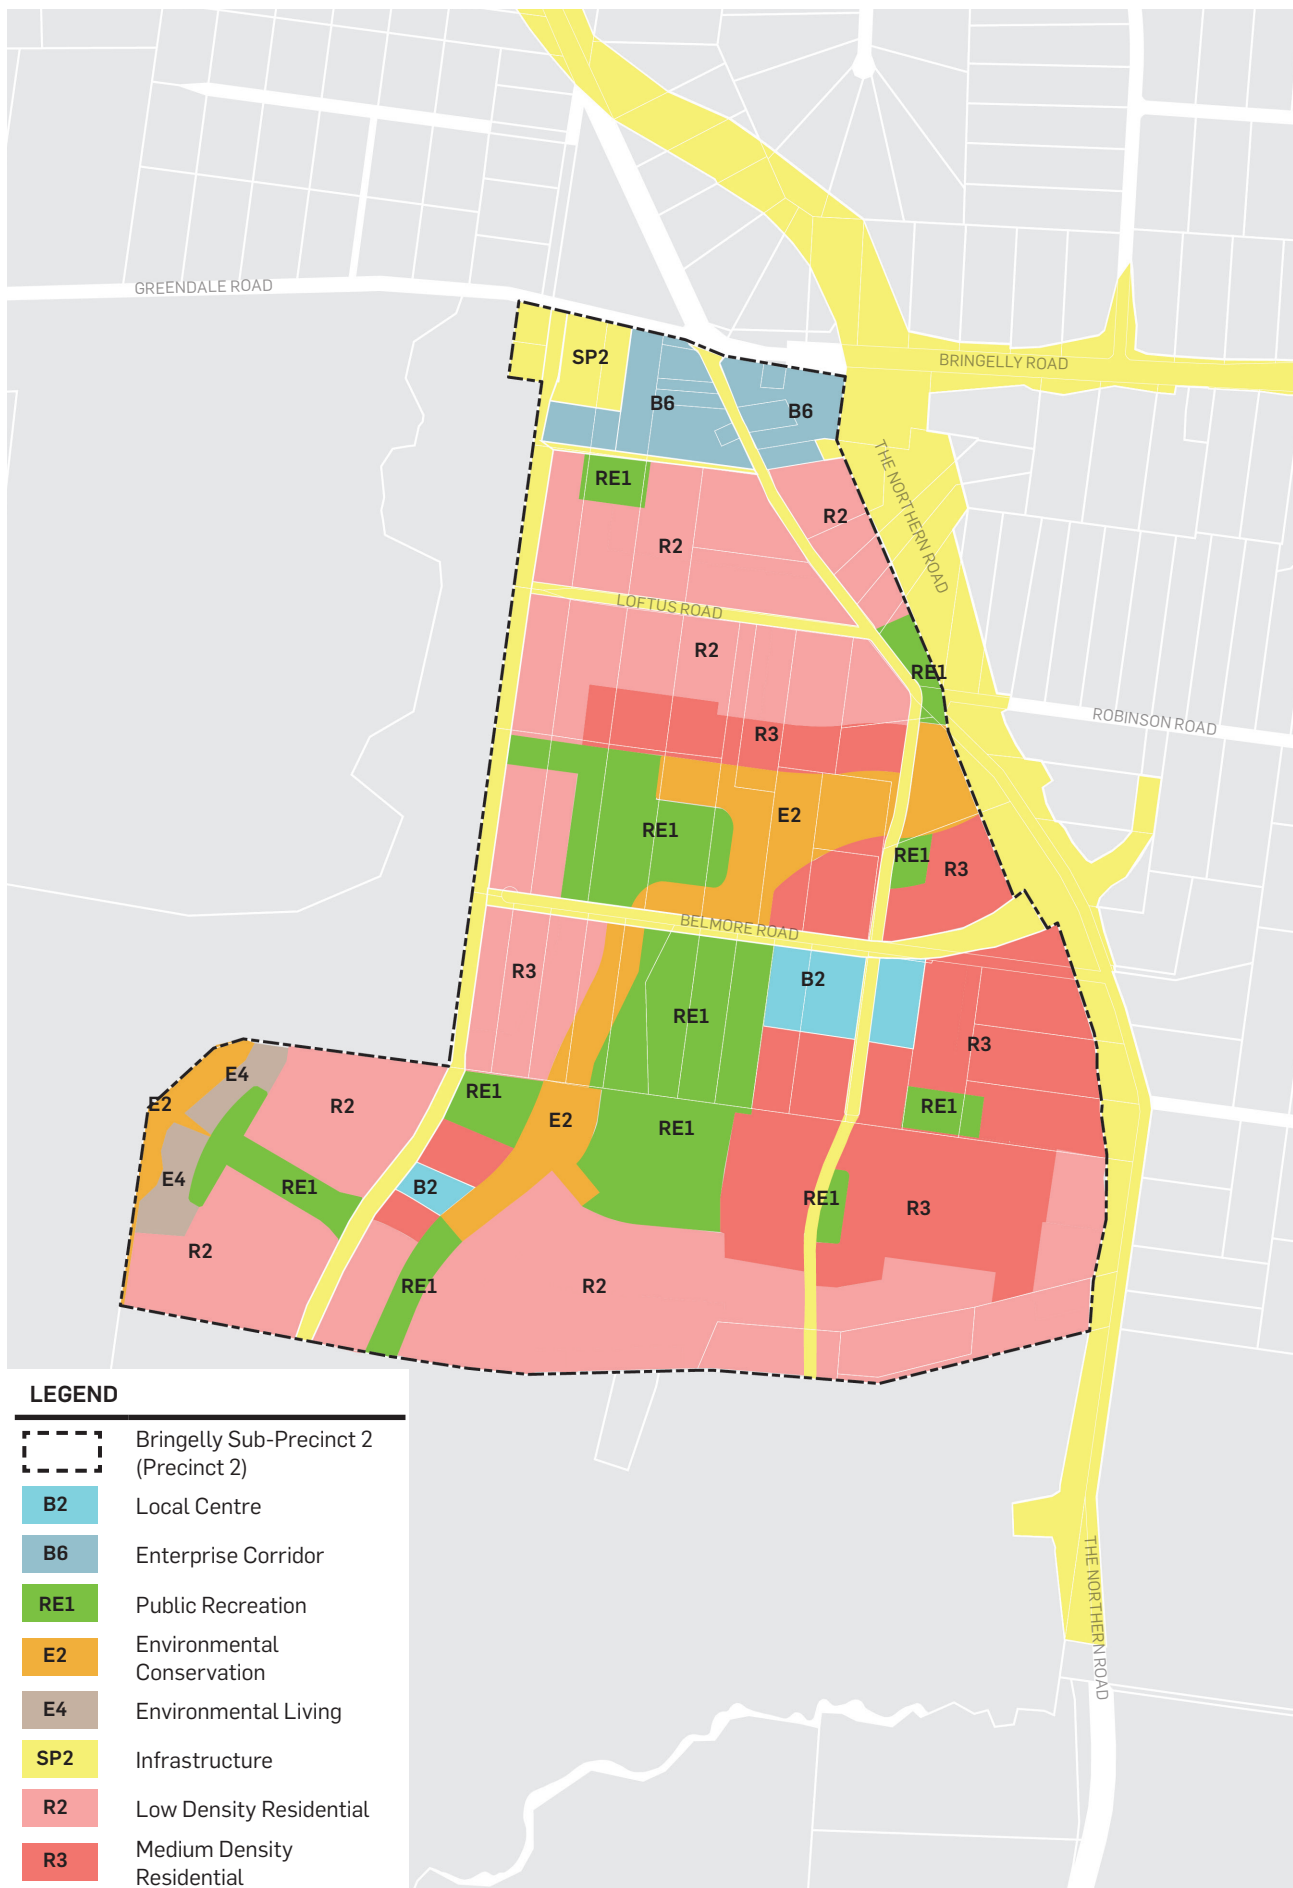 GREENDALE ROAD
SP2
BRINGELLY ROAD
B6
B6
RE1
THE NORTHERN ROAD
R2
R2
LOFTUS ROAD
R2
RE1
ROBINSON ROAD
R3
E2
RE1
RE1
R3
BELMORE ROAD
R3
B2
RE1
R3
E4
RE1
E2
R2
RE1
E2
RE1
E4
RE1
B2
RE1
R3
R2
RE1
R2
LEGEND
Bringelly Sub-Precinct 2
(Precinct 2)
B2
Local Centre
B6
Enterprise Corridor
RE1
Public Recreation
E2
Environmental
Conservation
E4
Environmental Living
SP2
Infrastructure
R2
Low Density Residential
R3
Medium Density
Residential
THE NORTHERN ROAD